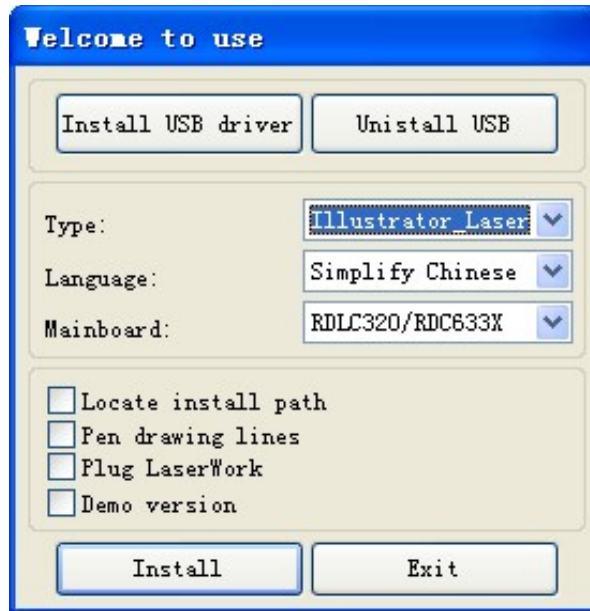 Welcome to use
Install USB driver Unistall USB
Type: Illustrator_Laser
Language: Simplify Chinese
Mainboard: RDLC320/RDC633X
Locate install path
Pen drawing lines
Plug LaserWork
Demo version
Install Exit